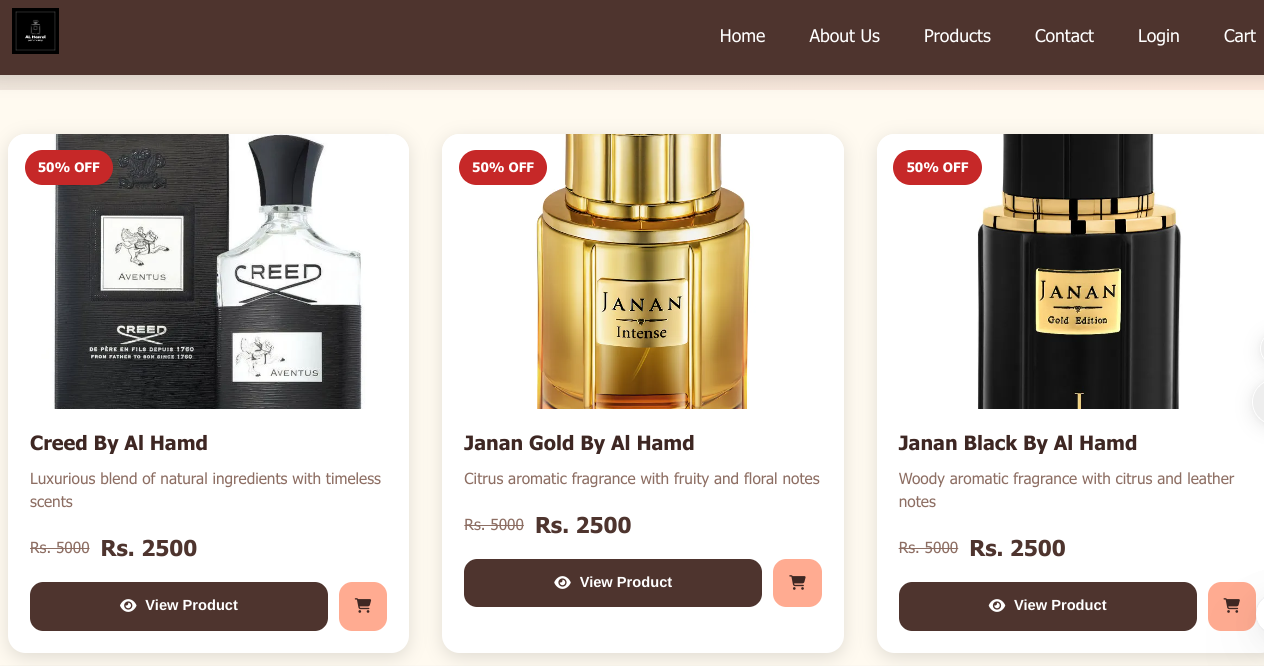 AL Hamd
Home
About Us
Products
Contact
Login
Cart
50% OFF
AVENTUS
CREED
DE PÈRE EN FILS DEPUIS 1760
FROM FATHER TO SON SINCE 1760
CREED
AVENTUS
Creed By Al Hamd
Luxurious blend of natural ingredients with timeless
scents
Rs. 5000 Rs. 2500
View Product
50% OFF
JANAN
Intense
Janan Gold By Al Hamd
Citrus aromatic fragrance with fruity and floral notes
Rs. 5000 Rs. 2500
View Product
50% OFF
JANAN
Gold Edition
J
Janan Black By Al Hamd
Woody aromatic fragrance with citrus and leather
notes
Rs. 5000 Rs. 2500
View Product